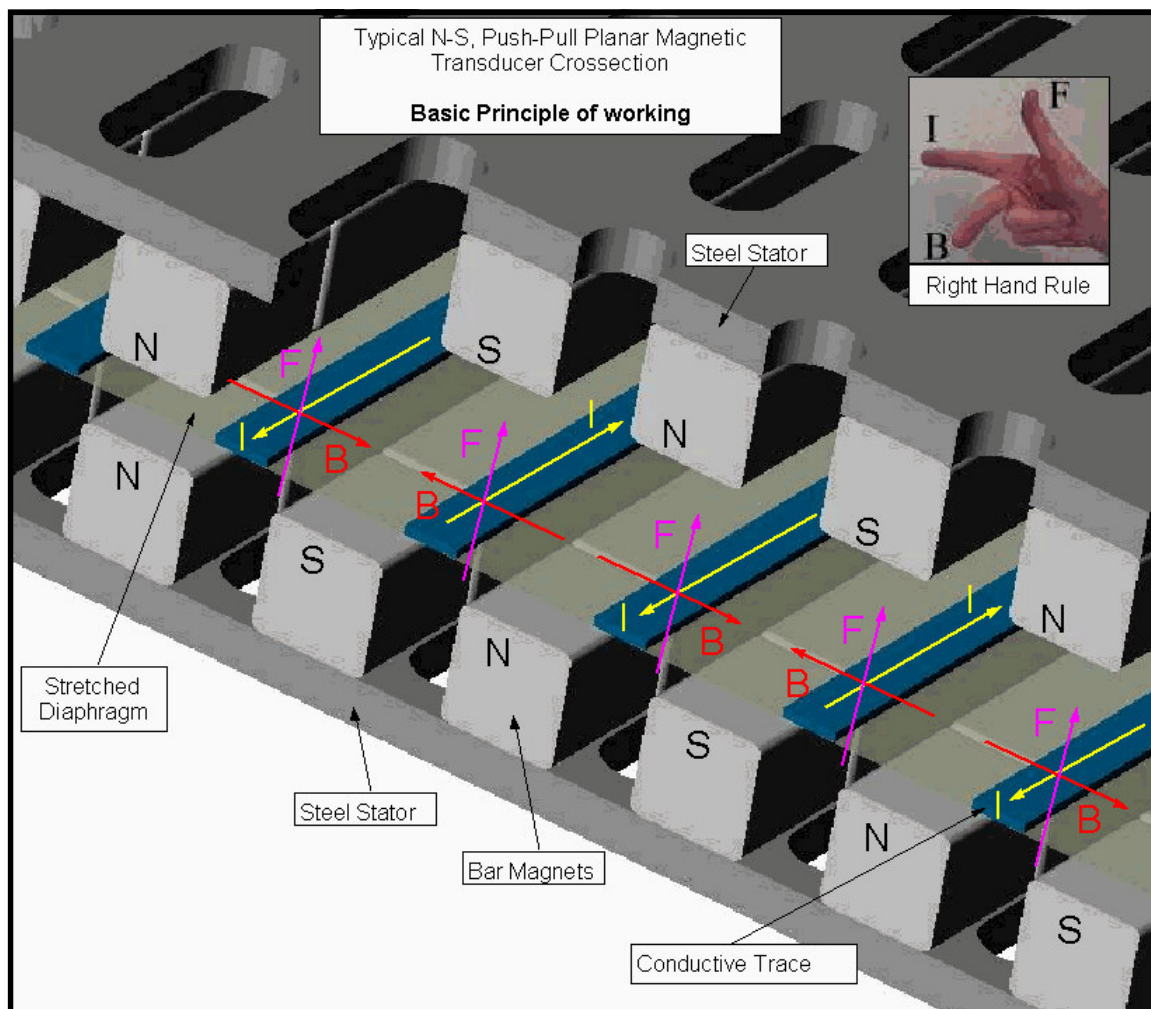 Typical N-S, Push-Pull Planar Magnetic
Transducer Crossection
Basic Principle of working
F
I
B
Right Hand Rule
Steel Stator
N
S
N
S
N
F
I
B
F
I
B
F
I
B
F
I
B
F
I
B
N
S
N
S
N
S
Stretched
Diaphragm
Steel Stator
Bar Magnets
Conductive Trace